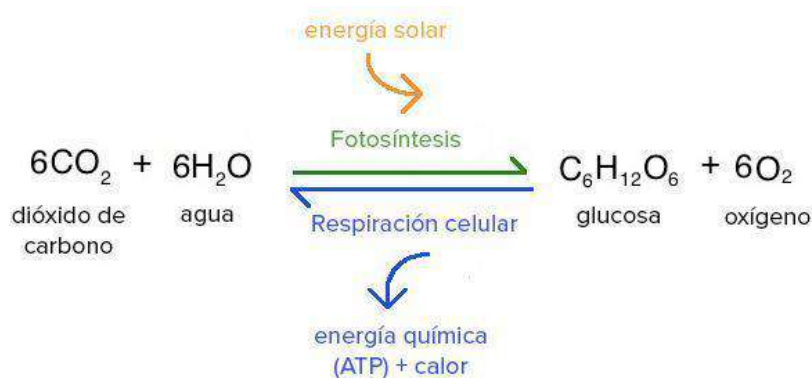 energía solar
Fotosíntesis
6CO₂ + 6H₂O C₆H₁₂O₆ + 6O₂
dióxido de carbono
agua
glucosa
oxígeno
Respiración celular
energía química
(ATP) + calor